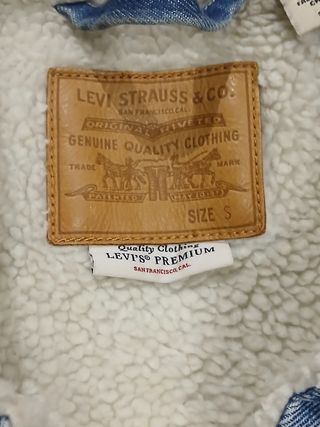 LEVI STRAUSS & CO
SAN FRANCISCO, CAL.
ORIGINAL RIVETED
GENUINE QUALITY CLOTHING
TRADE MARK
PATENTED
SIZE S
Quality Clothing
LEVI'S® PREMIUM
SAN FRANCISCO, CAL.